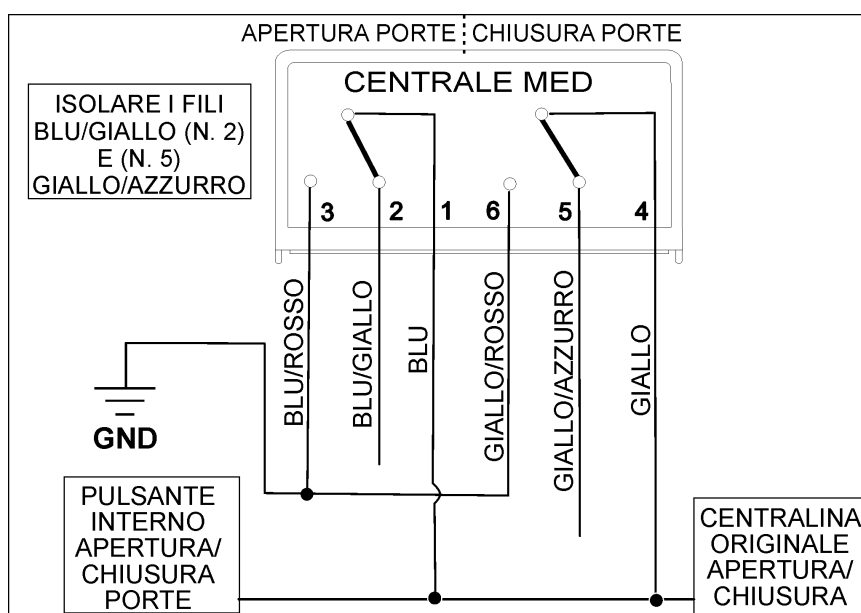 APERTURA PORTE CHIUSURA PORTE
CENTRALE MED
ISOLARE I FILI
BLU/GIALLO (N. 2)
E (N. 5)
GIALLO/AZZURRO
3 2 1 6 5 4
BLU/ROSSO
BLU/GIALLO
BLU
GIALLO/ROSSO
GIALLO/AZZURRO
GIALLO
GND
PULSANTE
INTERNO
APERTURA/
CHIUSURA
PORTE
CENTRALINA
ORIGINALE
APERTURA/
CHIUSURA